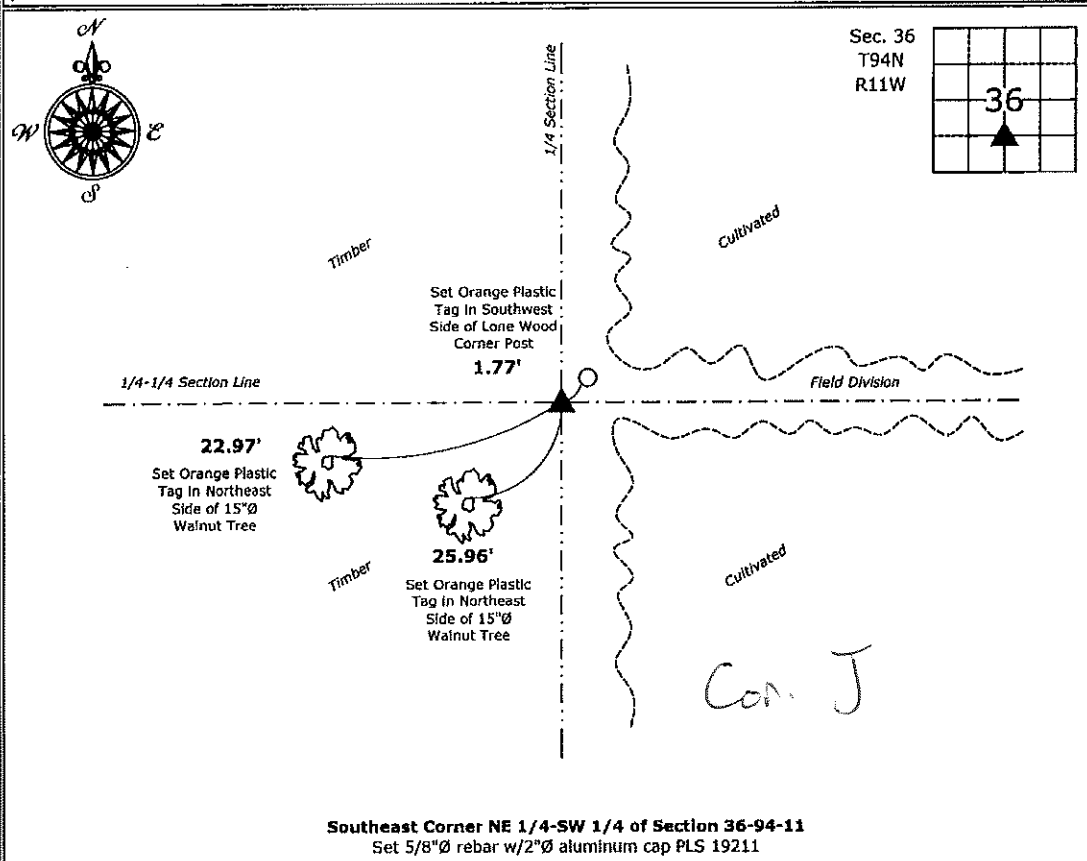 N
W
E
S
1/4 Section Line
Sec. 36
T94N
R11W
36
Timber
Cultivated
Set Orange Plastic
Tag in Southwest
Side of Lone Wood
Corner Post
1.77'
1/4-1/4 Section Line
Field Division
22.97'
Set Orange Plastic
Tag in Northeast
Side of 15"Ø
Walnut Tree
25.96'
Set Orange Plastic
Tag in Northeast
Side of 15"Ø
Walnut Tree
Timber
Cultivated
Cor. J
Southeast Corner NE 1/4-SW 1/4 of Section 36-94-11
Set 5/8"Ø rebar w/2"Ø aluminum cap PLS 19211